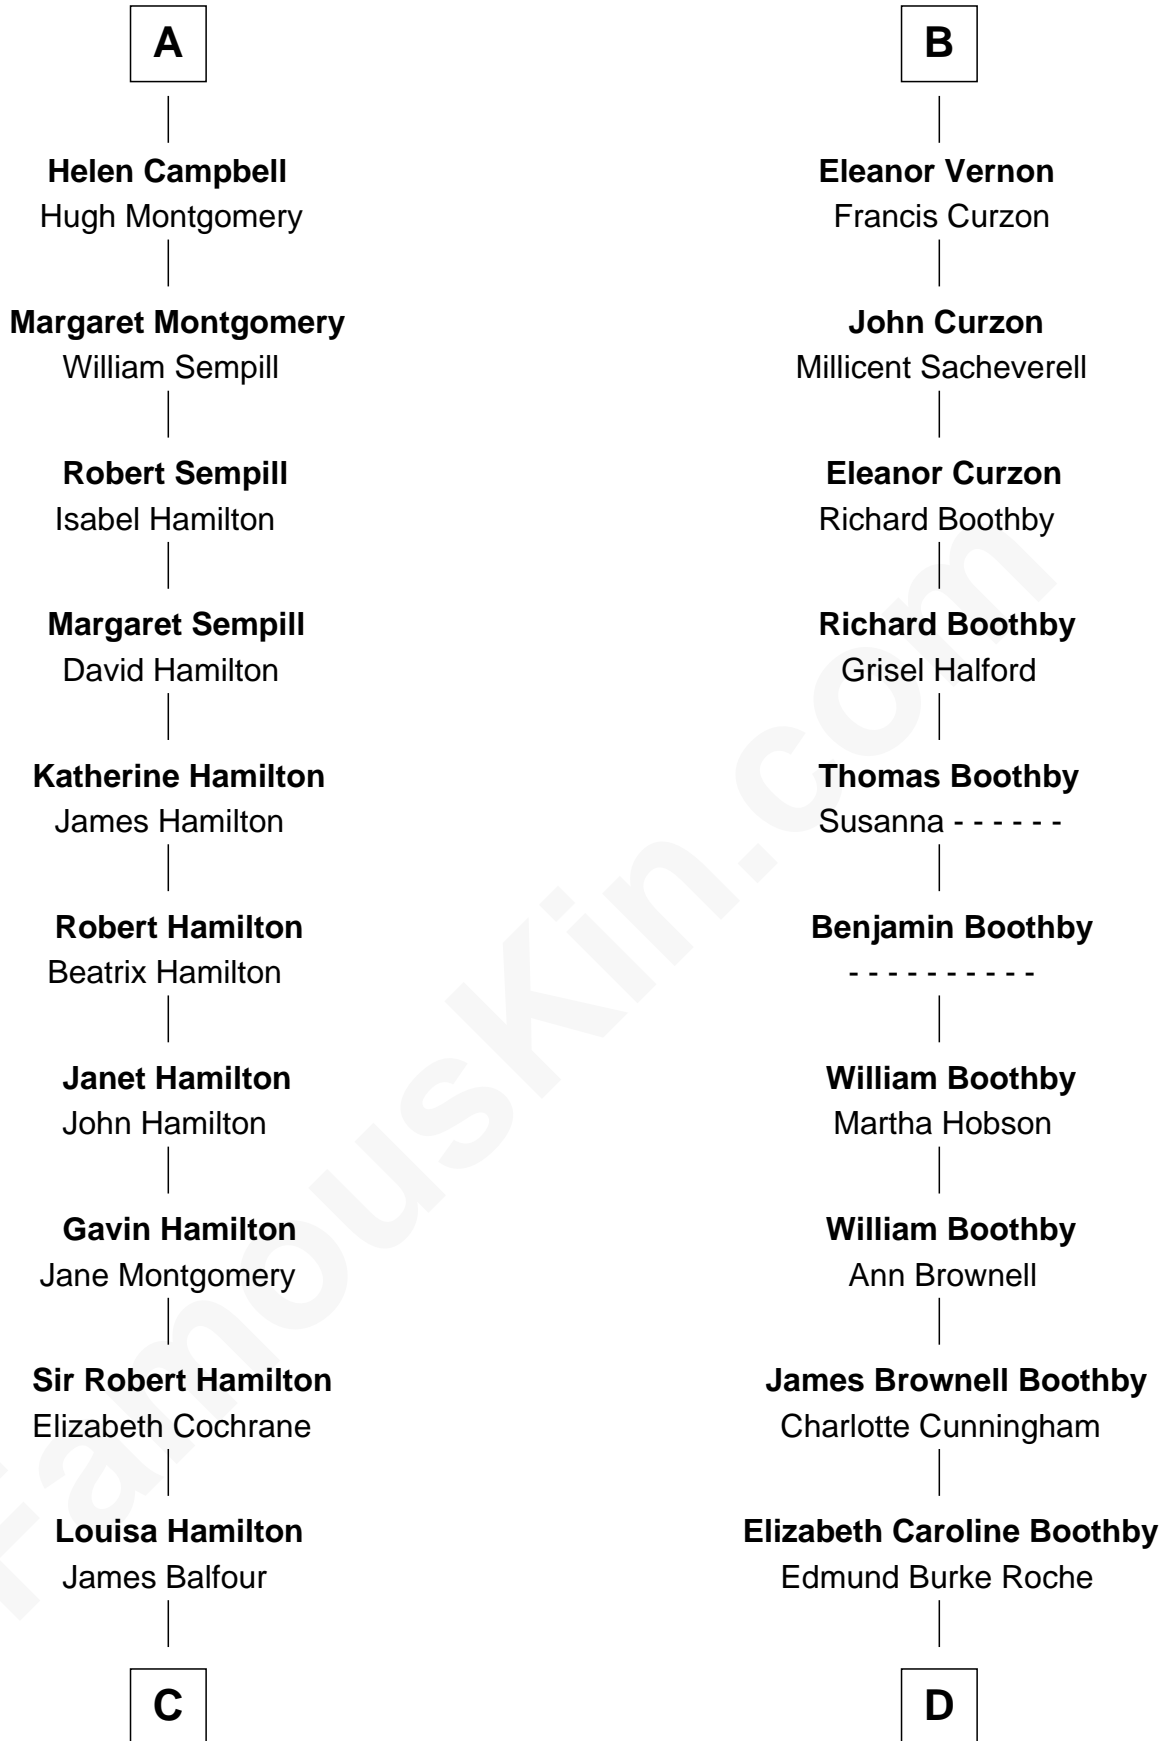 A
Helen Campbell
Hugh Montgomery
Margaret Montgomery
William Sempill
Robert Sempill
Isabel Hamilton
Margaret Sempill
David Hamilton
Katherine Hamilton
James Hamilton
Robert Hamilton
Beatrix Hamilton
Janet Hamilton
John Hamilton
Gavin Hamilton
Jane Montgomery
Sir Robert Hamilton
Elizabeth Cochrane
Louisa Hamilton
James Balfour
C
B
Eleanor Vernon
Francis Curzon
John Curzon
Millicent Sacheverell
Eleanor Curzon
Richard Boothby
Richard Boothby
Grisel Halford
Thomas Boothby
Susanna - - - - - -
Benjamin Boothby
- - - - - - - - - -
William Boothby
Martha Hobson
William Boothby
Ann Brownell
James Brownell Boothby
Charlotte Cunningham
Elizabeth Caroline Boothby
Edmund Burke Roche
D
FamousKin.com